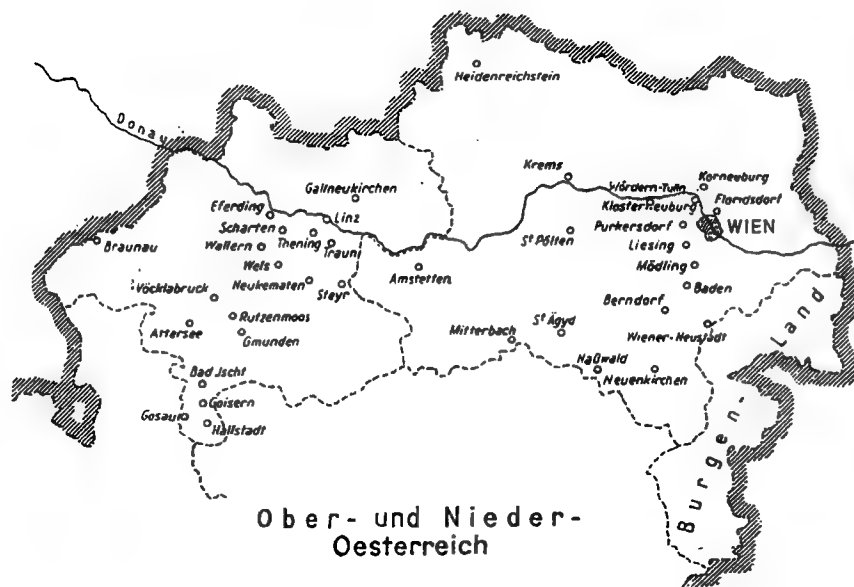 Heidenreichstein
Donau
Krems
Wördern-Tulln
Korneuburg
Gallneukirchen
Klosterneuburg
Floridsdorf
Eferding
Linz
Scharten
Purkersdorf
WIEN
Thening
St Pölten
Braunau
Wallern
Traun
Liesing
Wels
Amstetten
Mödling
Neukematen
Steyr
Baden
Vöcklabruck
Berndorf
Rutzenmoos
Attersee
Gmunden
Mitterbach
St Ägyd
Wiener-Neustadt
Bad Ischl
Naßwald
Neuenkirchen
Goisern
Gosau
Hallstadt
Burgen-
Land
Ober- und Nieder-
Oesterreich